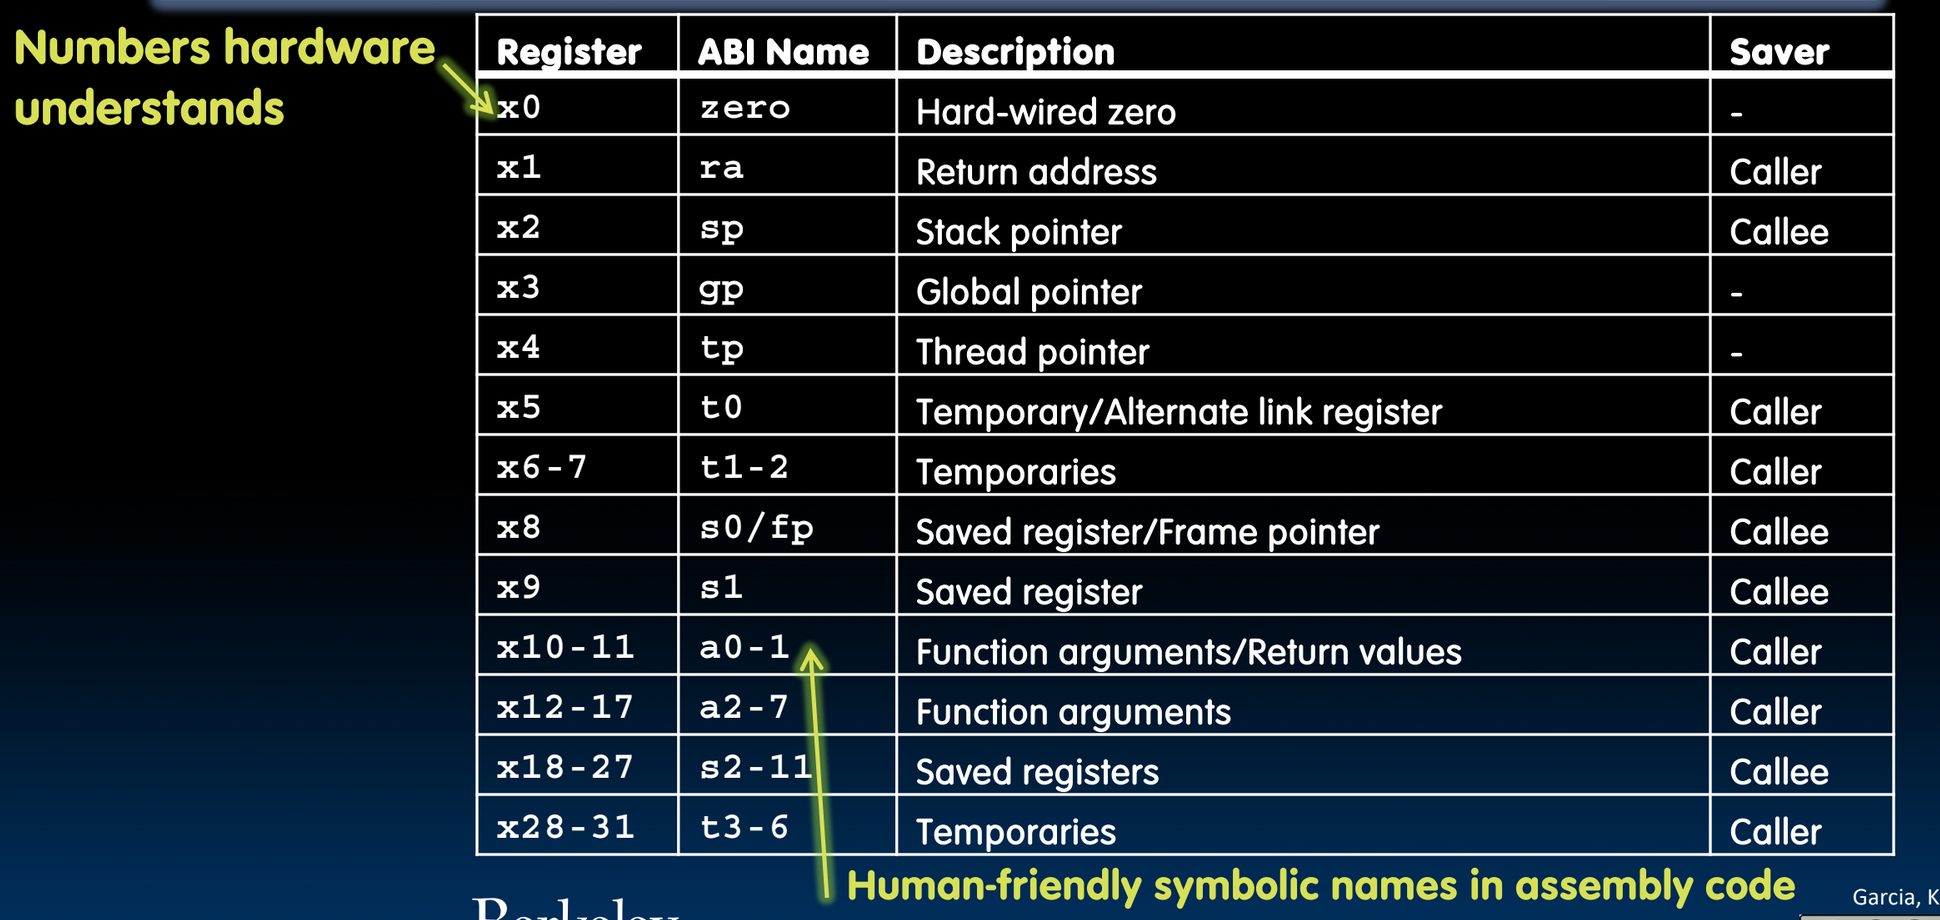 Numbers hardware
understands
Register ABI Name Description Saver
x0 zero Hard-wired zero -
x1 ra Return address Caller
x2 sp Stack pointer Callee
x3 gp Global pointer -
x4 tp Thread pointer -
x5 t0 Temporary/Alternate link register Caller
x6-7 t1-2 Temporaries Caller
x8 s0/fp Saved register/Frame pointer Callee
x9 s1 Saved register Callee
x10-11 a0-1 Function arguments/Return values Caller
x12-17 a2-7 Function arguments Caller
x18-27 s2-11 Saved registers Callee
x28-31 t3-6 Temporaries Caller
Human-friendly symbolic names in assembly code
Berkeley
Garcia, K